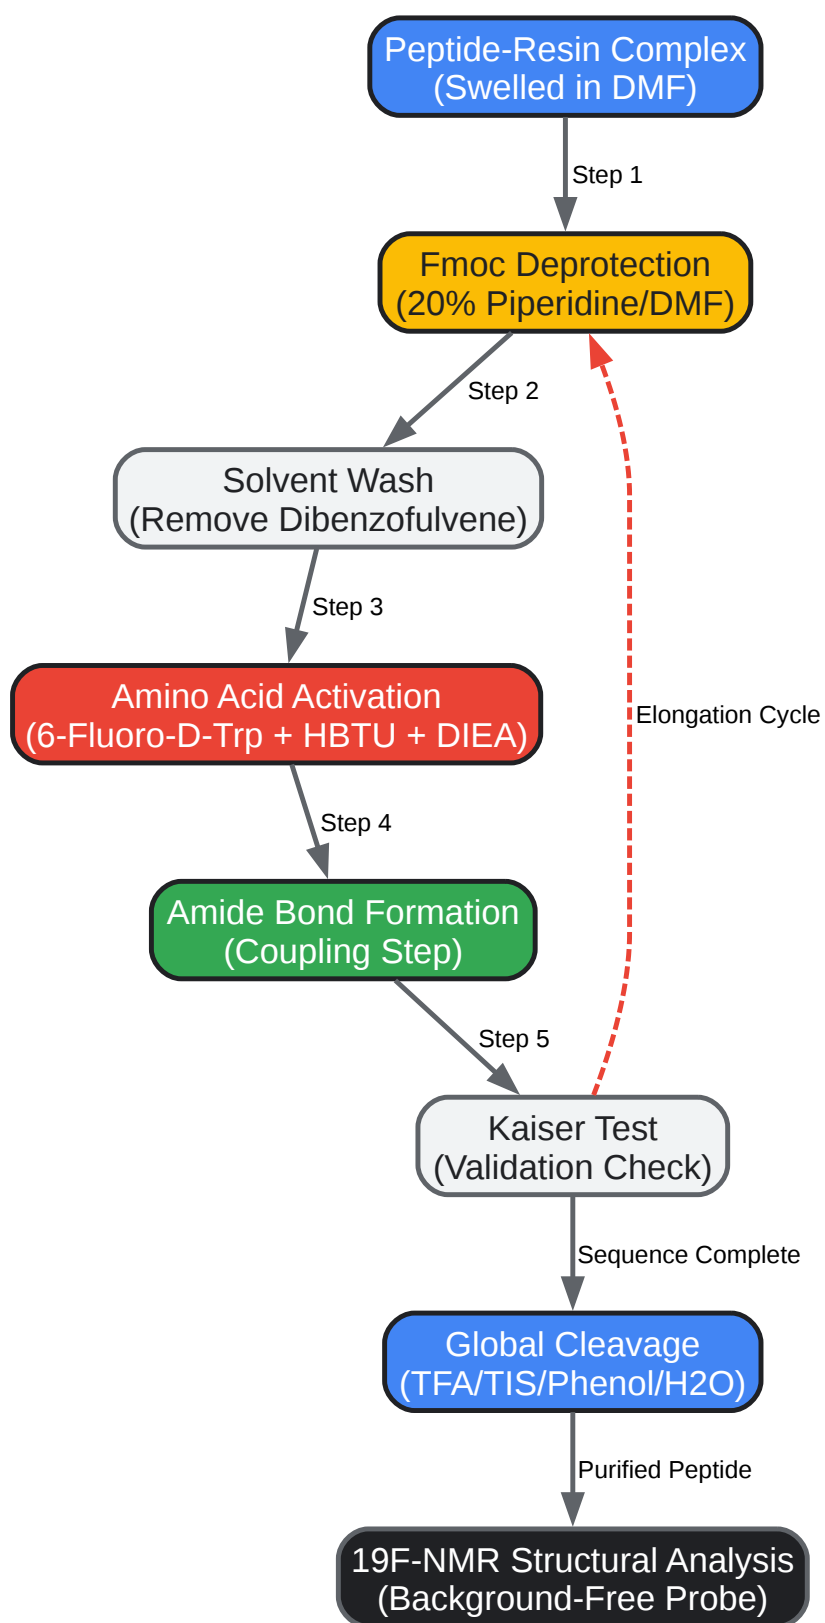 Peptide-Resin Complex
(Swelled in DMF)
Step 1
Fmoc Deprotection
(20% Piperidine/DMF)
Step 2
Solvent Wash
(Remove Dibenzofulvene)
Step 3
Amino Acid Activation
(6-Fluoro-D-Trp + HBTU + DIEA)
Elongation Cycle
Step 4
Amide Bond Formation
(Coupling Step)
Step 5
Kaiser Test
(Validation Check)
Sequence Complete
Global Cleavage
(TFA/TIS/Phenol/H2O)
Purified Peptide
19F-NMR Structural Analysis
(Background-Free Probe)